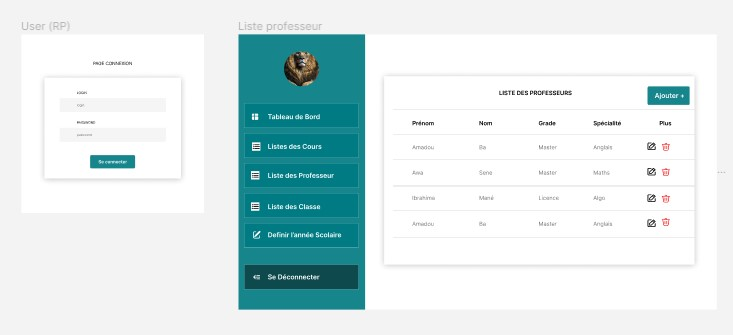 User (RP)
PAGE CONNEXION
LOGIN
login
PASSWORD
password
Se connecter
Liste professeur
Tableau de Bord
Listes des Cours
Liste des Professeur
Liste des Classe
Definir l'année Scolaire
Se Déconnecter
LISTE DES PROFESSEURS
Ajouter +
Prénom Nom Grade Spécialité Plus
Amadou Ba Master Anglais
Awa Sene Master Maths
Ibrahima Mané Licence Algo
Amadou Ba Master Anglais